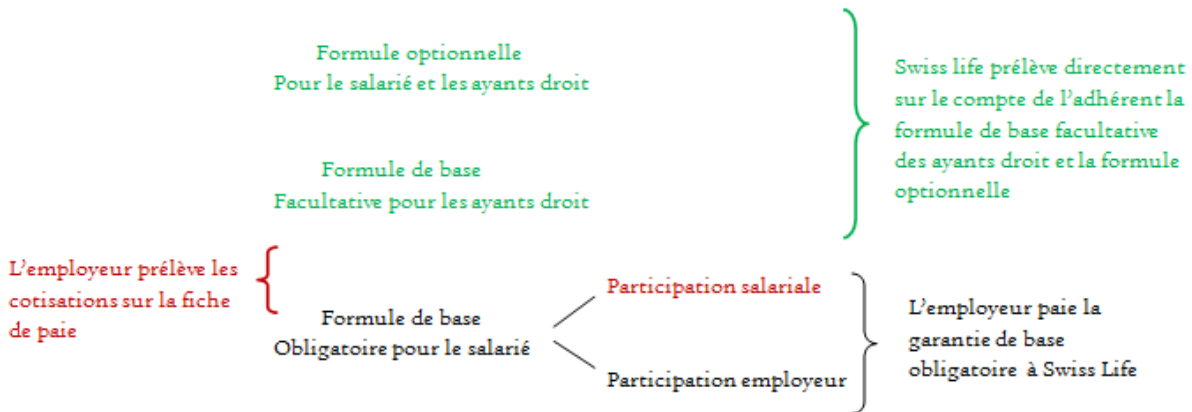 Formule optionnelle
Pour le salarié et les ayants droit
Swiss life prélève directement
sur le compte de l'adhérent la
formule de base facultative
des ayants droit et la formule
optionnelle
Formule de base
Facultative pour les ayants droit
L'employeur prélève les
cotisations sur la fiche
de paie
Formule de base
Obligatoire pour le salarié
Participation salariale
Participation employeur
L'employeur paie la
garantie de base
obligatoire à Swiss Life